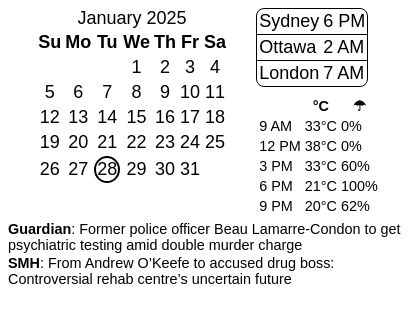 January 2025
Su Mo Tu We Th Fr Sa
1 2 3 4
5 6 7 8 9 10 11
12 13 14 15 16 17 18
19 20 21 22 23 24 25
26 27 28 29 30 31
Sydney 6 PM
Ottawa 2 AM
London 7 AM
°C ☂
9 AM 33°C 0%
12 PM 38°C 0%
3 PM 33°C 60%
6 PM 21°C 100%
9 PM 20°C 62%
Guardian: Former police officer Beau Lamarre-Condon to get
psychiatric testing amid double murder charge
SMH: From Andrew O’Keefe to accused drug boss:
Controversial rehab centre’s uncertain future